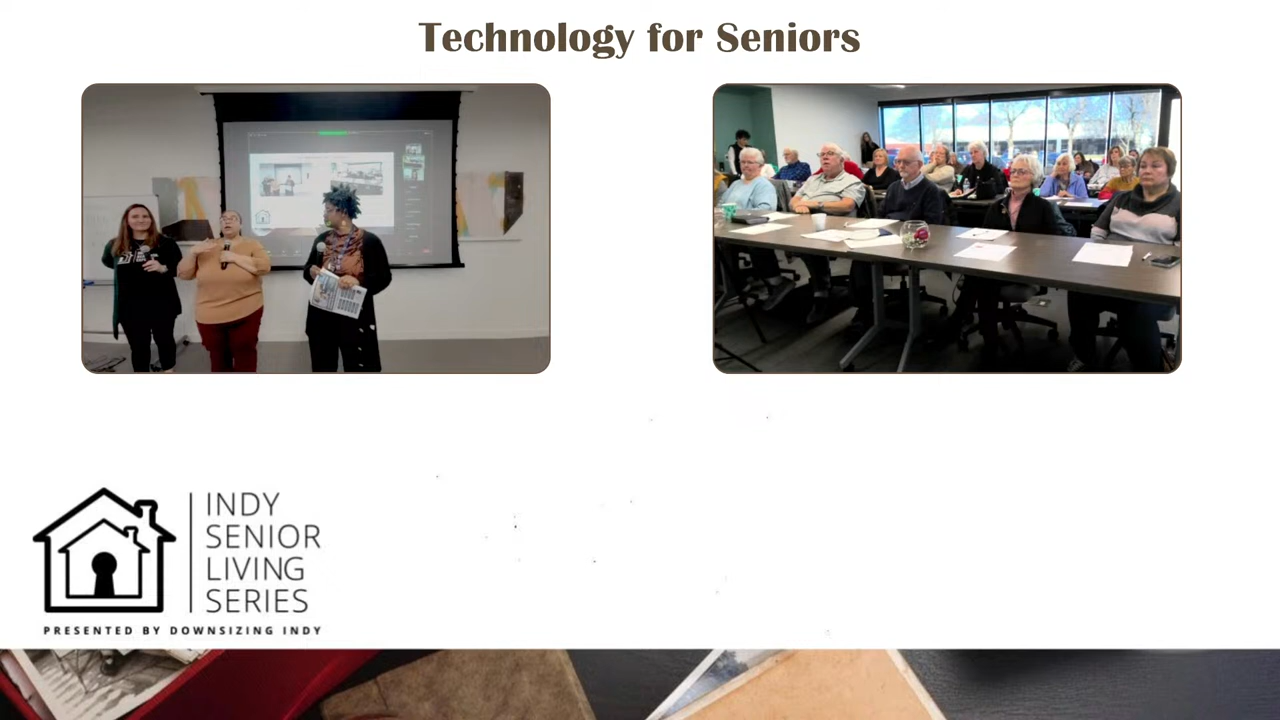 Technology for Seniors
INDY
SENIOR
LIVING
SERIES
PRESENTED BY DOWNSIZING INDY